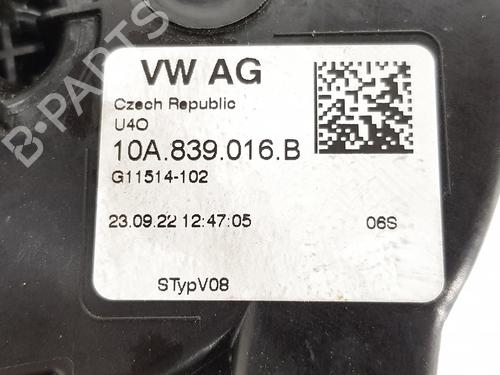 B-PARTS
VW AG
Czech Republic
U4O
10A.839.016.B
G11514-102
23.09.22 12:47:05 06S
STypV08